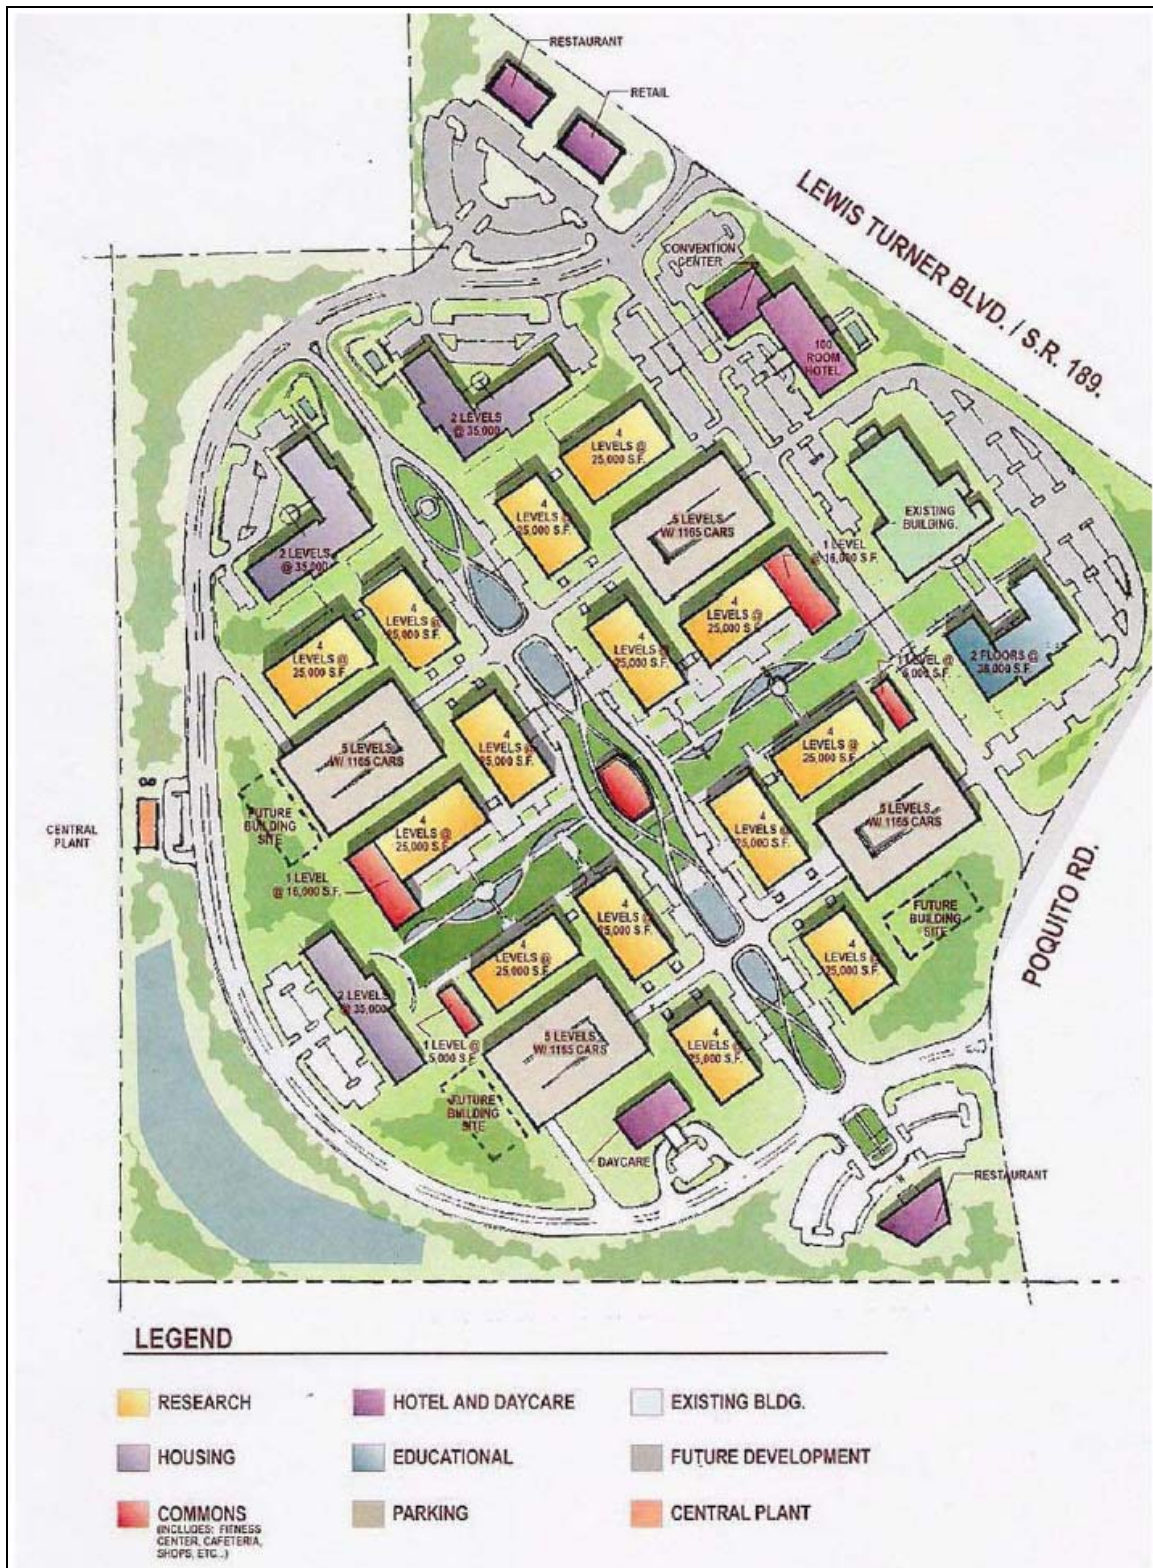 RESTAURANT
RETAIL
LEWIS TURNER BLVD. / S.R. 189.
CONVENTION
CENTER
100
ROOM
HOTEL
2 LEVELS
@ 35,000
4
LEVELS @
25,000 S.F.
4
LEVELS @
25,000 S.F.
5 LEVELS
W/ 1165 CARS
EXISTING
BUILDING.
1 LEVEL
@ 16,000 S.F.
2 LEVELS
@ 35,000
4
LEVELS @
25,000 S.F.
4
LEVELS @
25,000 S.F.
4
LEVELS @
25,000 S.F.
4
LEVELS @
25,000 S.F.
2 FLOORS @
36,000 S.F.
1 LEVEL @
5,000 S.F.
5 LEVELS
W/ 1165 CARS
4
LEVELS @
25,000 S.F.
4
LEVELS @
25,000 S.F.
5 LEVELS
W/ 1165 CARS
4
LEVELS @
25,000 S.F.
CENTRAL
PLANT
FUTURE
BUILDING
SITE
4
LEVELS @
25,000 S.F.
1 LEVEL
@ 16,000 S.F.
POQUITO RD.
FUTURE
BUILDING
SITE
4
LEVELS @
25,000 S.F.
4
LEVELS @
25,000 S.F.
4
LEVELS @
25,000 S.F.
2 LEVELS
@ 35,000
1 LEVEL @
5,000 S.F.
5 LEVELS
W/ 1165 CARS
4
LEVELS @
25,000 S.F.
FUTURE
BUILDING
SITE
DAYCARE
RESTAURANT
LEGEND
RESEARCH
HOTEL AND DAYCARE
EXISTING BLDG.
HOUSING
EDUCATIONAL
FUTURE DEVELOPMENT
COMMONS
(INCLUDES: FITNESS
CENTER, CAFETERIA,
SHOPS, ETC..)
PARKING
CENTRAL PLANT